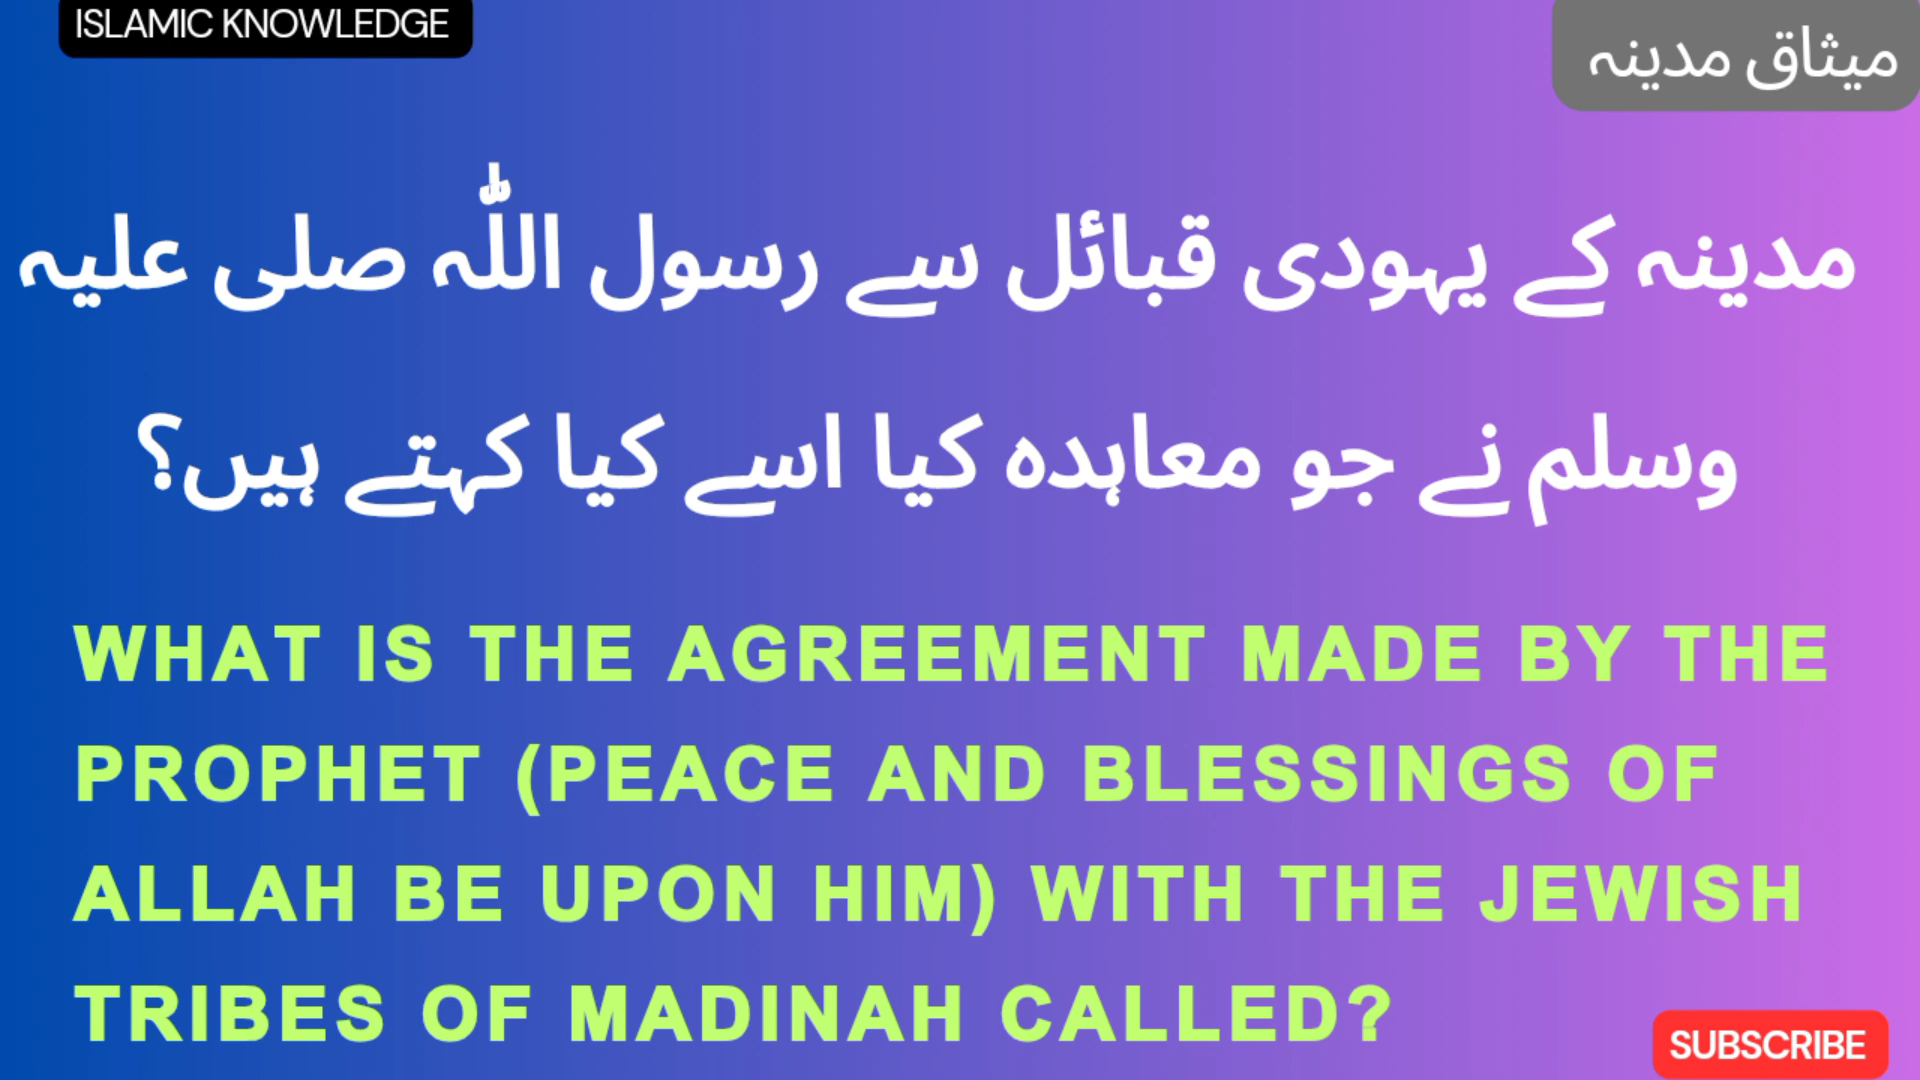 ISLAMIC KNOWLEDGE
میثاق مدینہ
مدینہ کے یہودی قبائل سے رسول اللّٰہ صلی علیہ
وسلم نے جو معاہدہ کیا اسے کیا کہتے ہیں؟
WHAT IS THE AGREEMENT MADE BY THE
PROPHET (PEACE AND BLESSINGS OF
ALLAH BE UPON HIM) WITH THE JEWISH
TRIBES OF MADINAH CALLED?
SUBSCRIBE